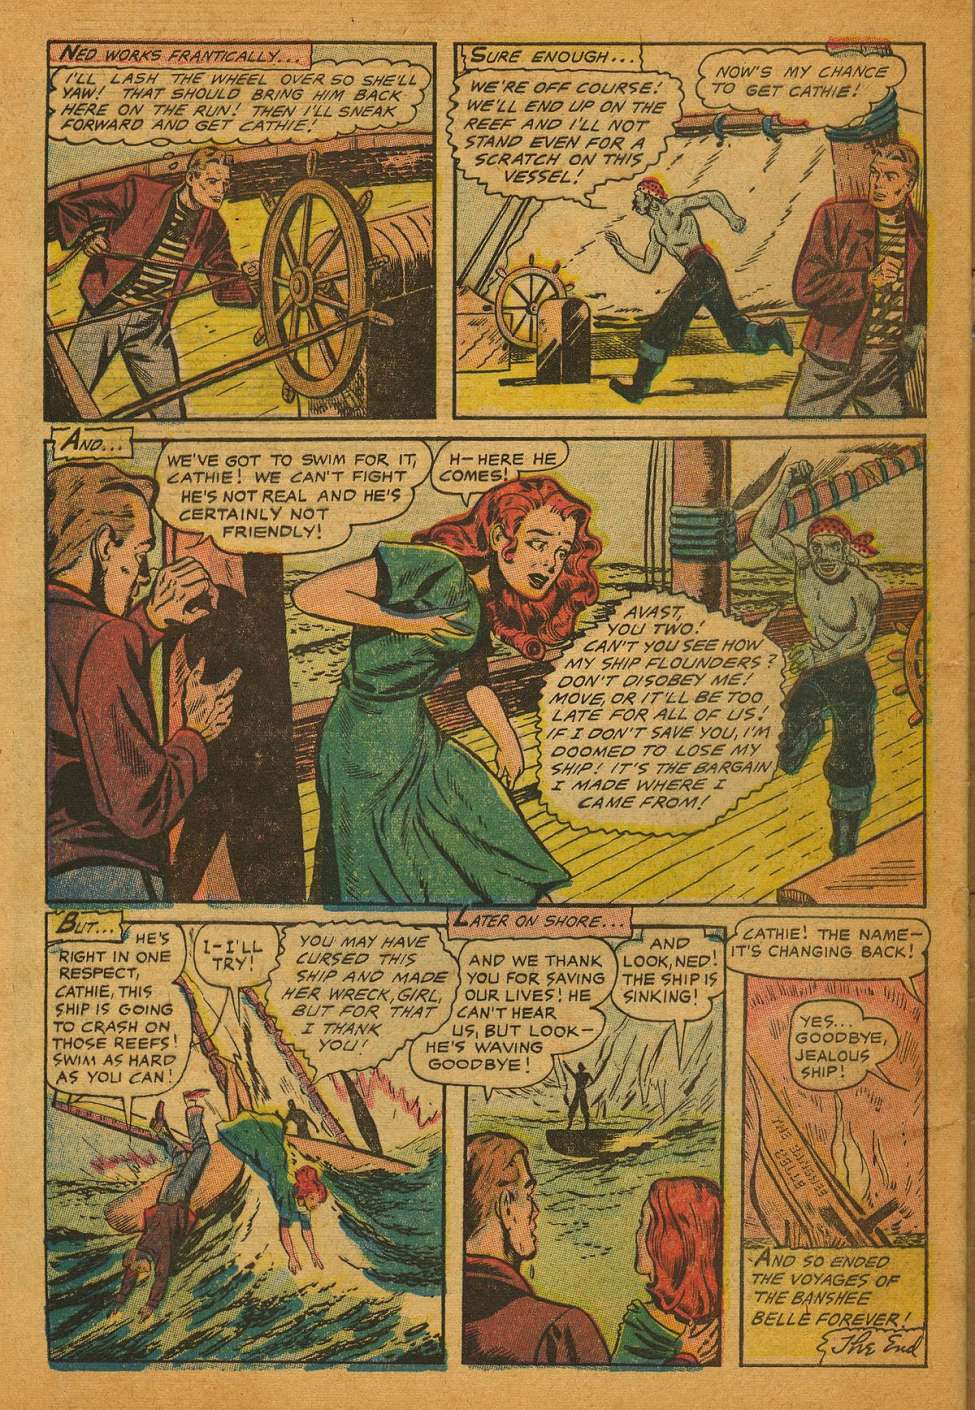 NED WORKS FRANTICALLY...
I'LL LASH THE WHEEL OVER SO SHE'LL
YAW! THAT SHOULD BRING HIM BACK
HERE ON THE RUN! THEN I'LL SNEAK
FORWARD AND GET CATHIE!
SURE ENOUGH...
WE'RE OFF COURSE!
WE'LL END UP ON THE
REEF AND I'LL NOT
STAND EVEN FOR A
SCRATCH ON THIS
VESSEL!
NOW'S MY CHANCE
TO GET CATHIE!
AND...
WE'VE GOT TO SWIM FOR IT,
CATHIE! WE CAN'T FIGHT
HE'S NOT REAL AND HE'S
CERTAINLY NOT
FRIENDLY!
H-HERE HE
COMES!
AVAST,
YOU TWO!
CAN'T YOU SEE HOW
MY SHIP FLOUNDERS?
DON'T DISOBEY ME!
MOVE, OR IT'LL BE TOO
LATE FOR ALL OF US!
IF I DON'T SAVE YOU, I'M
DOOMED TO LOSE MY
SHIP! IT'S THE BARGAIN
I MADE WHERE I
CAME FROM!
BUT...
HE'S
RIGHT IN ONE
RESPECT,
CATHIE, THIS
SHIP IS GOING
TO CRASH ON
THOSE REEFS!
SWIM AS HARD
AS YOU CAN!
I-I'LL
TRY!
YOU MAY HAVE
CURSED THIS
SHIP AND MADE
HER WRECK, GIRL,
BUT FOR THAT
I THANK
YOU!
LATER ON SHORE...
AND WE THANK
YOU FOR SAVING
OUR LIVES! HE
CAN'T HEAR
US, BUT LOOK-
HE'S WAVING
GOODBYE!
AND
LOOK, NED!
THE SHIP IS
SINKING!
CATHIE! THE NAME-
IT'S CHANGING BACK!
YES...
GOODBYE,
JEALOUS
SHIP!
AND SO ENDED
THE VOYAGES OF
THE BANSHEE
BELLE FOREVER!
The End